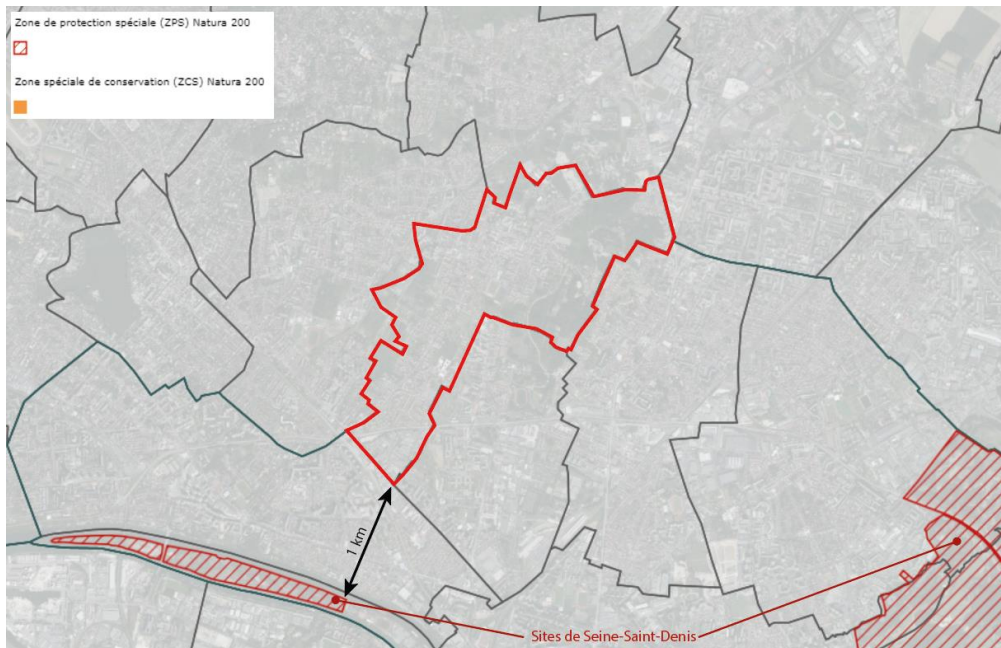 Zone de protection spéciale (ZPS) Natura 200
Zone spéciale de conservation (ZCS) Natura 200
1 km
Sites de Seine-Saint-Denis